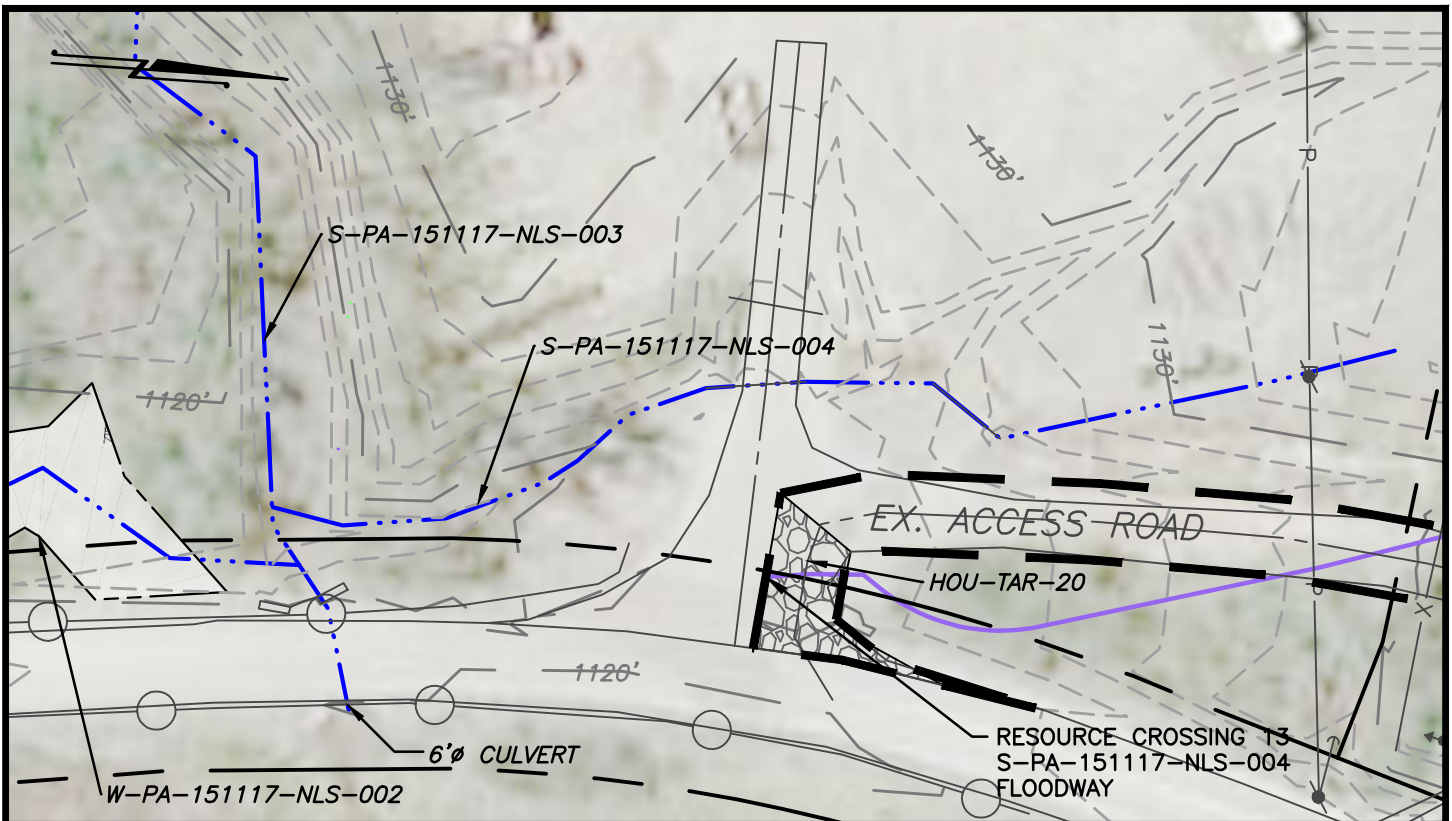 1130'
1130'
P
S-PA-151117-NLS-003
S-PA-151117-NLS-004
1130'
1120'
EX. ACCESS ROAD
HOU-TAR-20
P
X
1120'
RESOURCE CROSSING 13
S-PA-151117-NLS-004
FLOODWAY
6'ø CULVERT
W-PA-151117-NLS-002